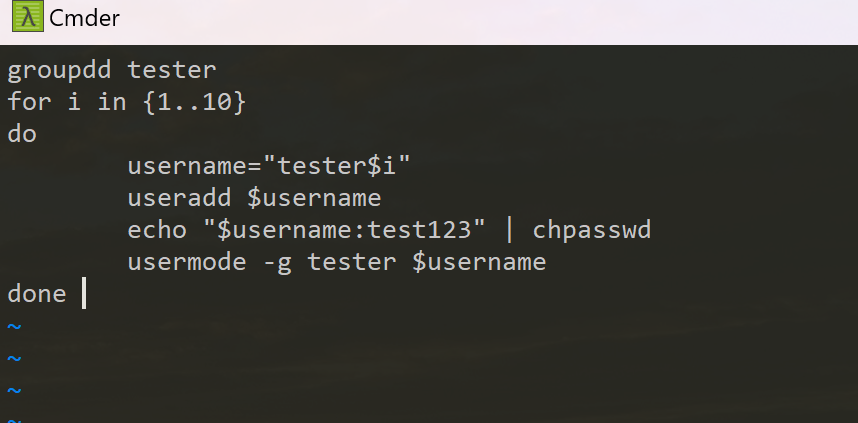 λ Cmder
groupdd tester
for i in {1..10}
do
        username="tester$i"
        useradd $username
        echo "$username:test123" | chpasswd
        usermode -g tester $username
done
~
~
~
~